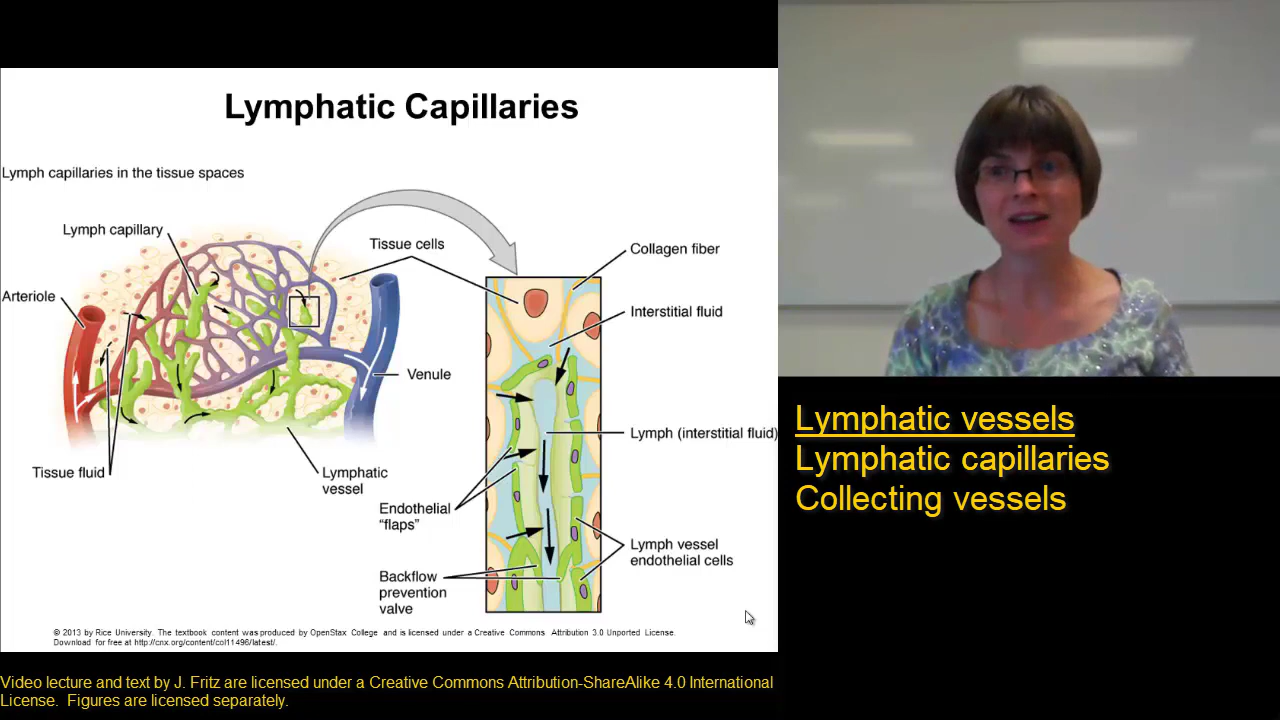 Lymphatic Capillaries
Lymph capillaries in the tissue spaces
Lymph capillary
Tissue cells
Collagen fiber
Arteriole
Interstitial fluid
Venule
Lymph (interstitial fluid)
Tissue fluid
Lymphatic
vessel
Endothelial
“flaps”
Lymph vessel
endothelial cells
Backflow
prevention
valve
© 2013 by Rice University. The textbook content was produced by OpenStax College and is licensed under a Creative Commons Attribution 3.0 Unported License.
Download for free at http://cnx.org/content/col11496/latest/.
Lymphatic vessels
Lymphatic capillaries
Collecting vessels
Video lecture and text by J. Fritz are licensed under a Creative Commons Attribution-ShareAlike 4.0 International
License. Figures are licensed separately.